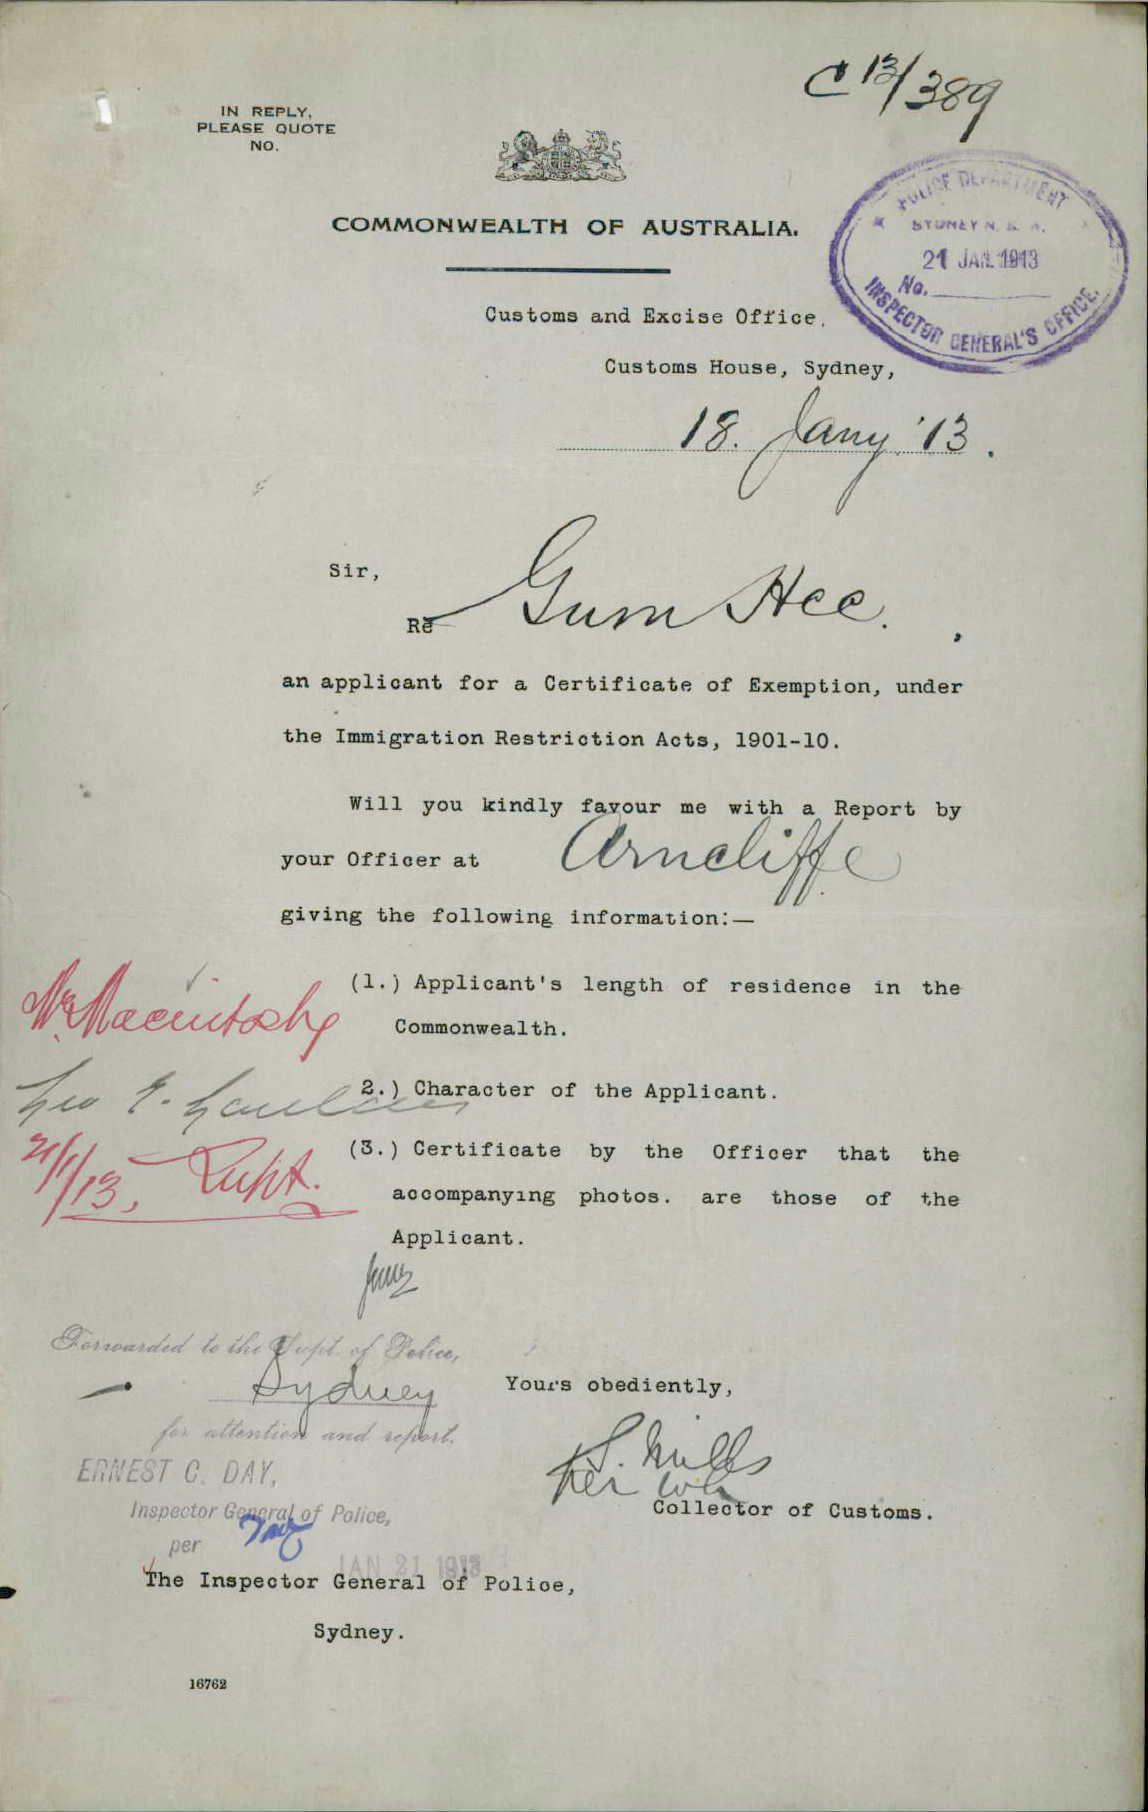 C 13/389
IN REPLY,
PLEASE QUOTE
NO.
COMMONWEALTH OF AUSTRALIA.
POLICE DEPARTMENT
SYDNEY N. S. W.
21 JAN. 1913
No.
INSPECTOR GENERAL'S OFFICE.
Customs and Excise Office,
Customs House, Sydney,
18. Jany '13.
Sir,
Re Gum Hee.,
an applicant for a Certificate of Exemption, under
the Immigration Restriction Acts, 1901-10.
Will you kindly favour me with a Report by
your Officer at Arncliffe
giving the following information:—
(1.) Applicant's length of residence in the
Commonwealth.
Mr. Macintosh
2.) Character of the Applicant.
Geo E.
(3.) Certificate by the Officer that the
21/1/13, Supt.
accompanying photos. are those of the
Applicant.
Forwarded to the Supt. of Police,
Sydney
for attention and report.
ERNEST C. DAY,
Inspector General of Police,
per
JAN 21 1913
Yours obediently,
S. Mills
Per
Collector of Customs.
The Inspector General of Police,
Sydney.
16762